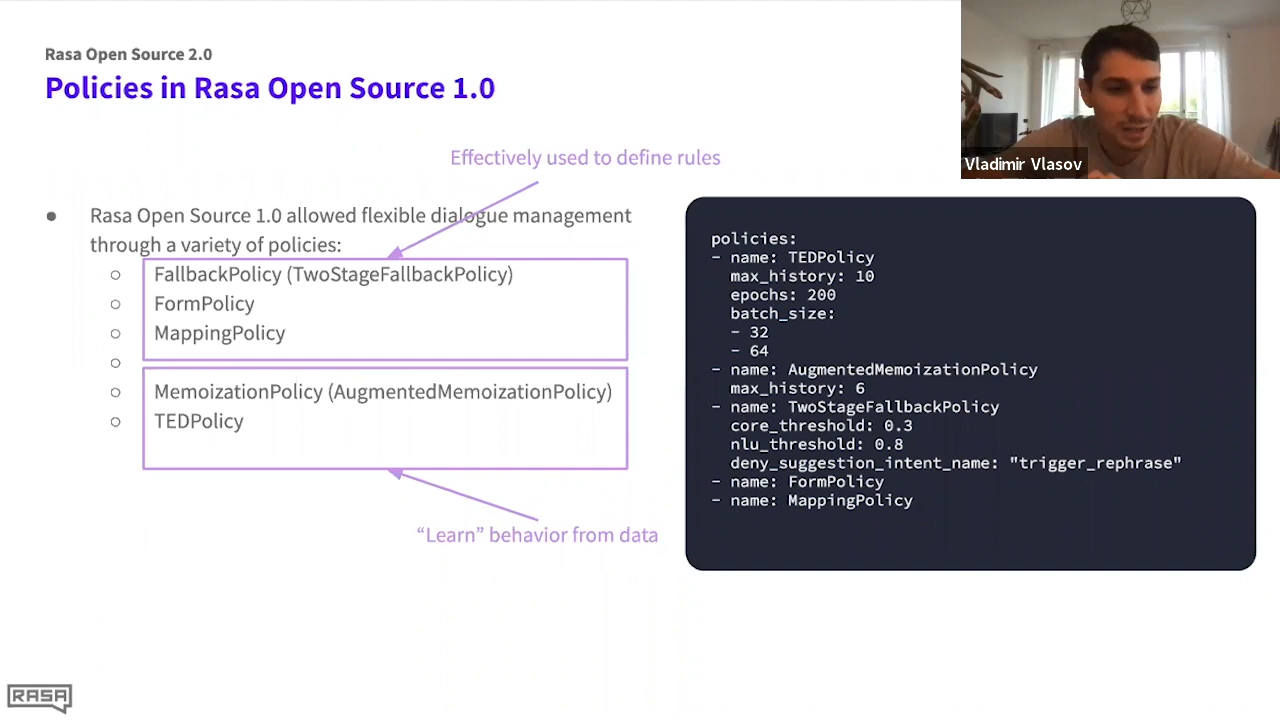 Rasa Open Source 2.0
Policies in Rasa Open Source 1.0
Vladimir Vlasov
Effectively used to define rules
● Rasa Open Source 1.0 allowed flexible dialogue management
through a variety of policies:
○ FallbackPolicy (TwoStageFallbackPolicy)
○ FormPolicy
○ MappingPolicy
○
○ MemoizationPolicy (AugmentedMemoizationPolicy)
○ TEDPolicy
“Learn” behavior from data
policies:
- name: TEDPolicy
max_history: 10
epochs: 200
batch_size:
- 32
- 64
- name: AugmentedMemoizationPolicy
max_history: 6
- name: TwoStageFallbackPolicy
core_threshold: 0.3
nlu_threshold: 0.8
deny_suggestion_intent_name: "trigger_rephrase"
- name: FormPolicy
- name: MappingPolicy
RASA